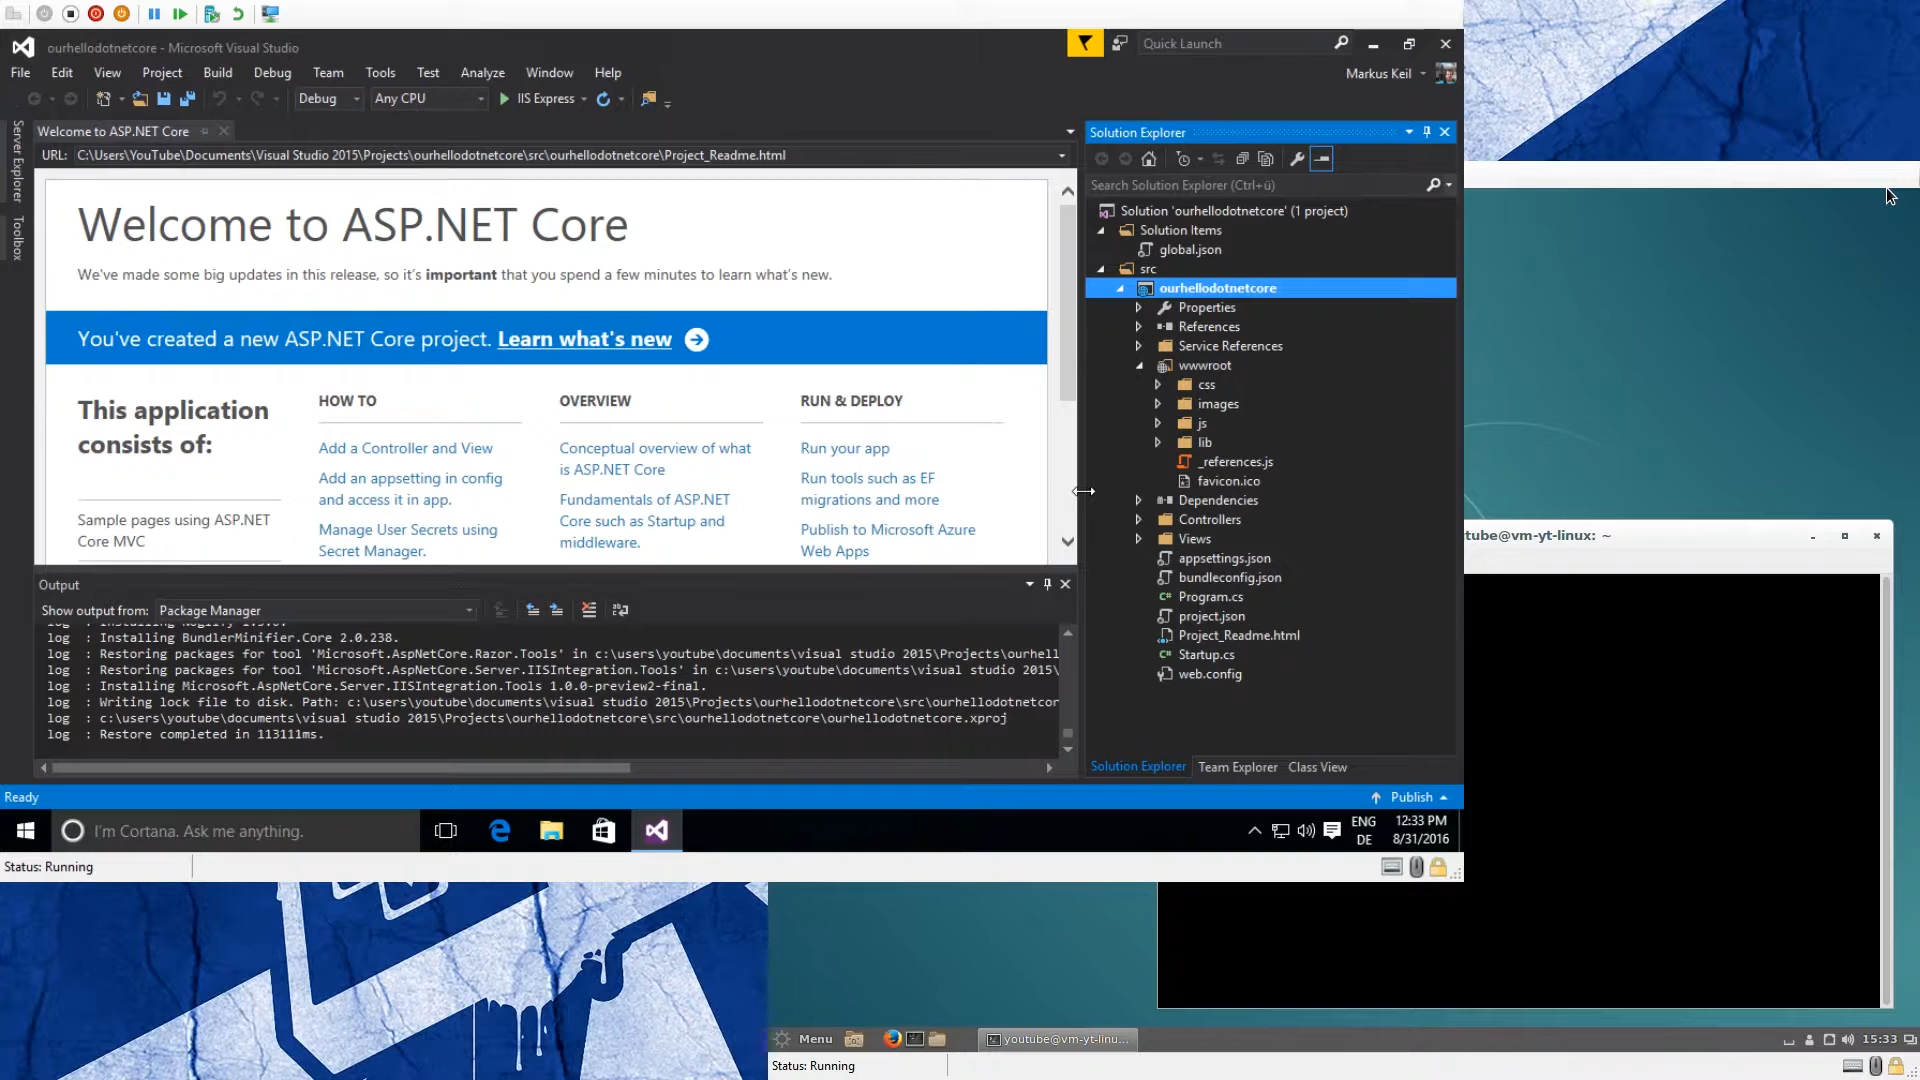 ourhellodotnetcore - Microsoft Visual Studio
Quick Launch
File Edit View Project Build Debug Team Tools Test Analyze Window Help
Markus Keil
Debug Any CPU IIS Express
Server Explorer
Toolbox
Welcome to ASP.NET Core
URL: C:\Users\YouTube\Documents\Visual Studio 2015\Projects\ourhellodotnetcore\src\ourhellodotnetcore\Project_Readme.html
Welcome to ASP.NET Core
We've made some big updates in this release, so it's important that you spend a few minutes to learn what's new.
You've created a new ASP.NET Core project. Learn what's new
This application
consists of:
Sample pages using ASP.NET
Core MVC
HOW TO
Add a Controller and View
Add an appsetting in config
and access it in app.
Manage User Secrets using
Secret Manager.
OVERVIEW
Conceptual overview of what
is ASP.NET Core
Fundamentals of ASP.NET
Core such as Startup and
middleware.
RUN & DEPLOY
Run your app
Run tools such as EF
migrations and more
Publish to Microsoft Azure
Web Apps
Output
Show output from: Package Manager
log : Installing BundlerMinifier.Core 2.0.238.
log : Restoring packages for tool 'Microsoft.AspNetCore.Razor.Tools' in c:\users\youtube\documents\visual studio 2015\Projects\ourhell
log : Restoring packages for tool 'Microsoft.AspNetCore.Server.IISIntegration.Tools' in c:\users\youtube\documents\visual studio 2015\
log : Installing Microsoft.AspNetCore.Server.IISIntegration.Tools 1.0.0-preview2-final.
log : Writing lock file to disk. Path: c:\users\youtube\documents\visual studio 2015\Projects\ourhellodotnetcore\src\ourhellodotnetcor
log : c:\users\youtube\documents\visual studio 2015\Projects\ourhellodotnetcore\src\ourhellodotnetcore\ourhellodotnetcore.xproj
log : Restore completed in 113111ms.
Solution Explorer
Search Solution Explorer (Ctrl+ü)
Solution 'ourhellodotnetcore' (1 project)
Solution Items
global.json
src
ourhellodotnetcore
Properties
References
Service References
wwwroot
css
images
js
lib
_references.js
favicon.ico
Dependencies
Controllers
Views
appsettings.json
bundleconfig.json
Program.cs
project.json
Project_Readme.html
Startup.cs
web.config
Solution Explorer Team Explorer Class View
Ready
Publish
I'm Cortana. Ask me anything.
ENG
DE
12:33 PM
8/31/2016
Status: Running
tube@vm-yt-linux: ~
Menu
youtube@vm-yt-linu...
15:33
Status: Running